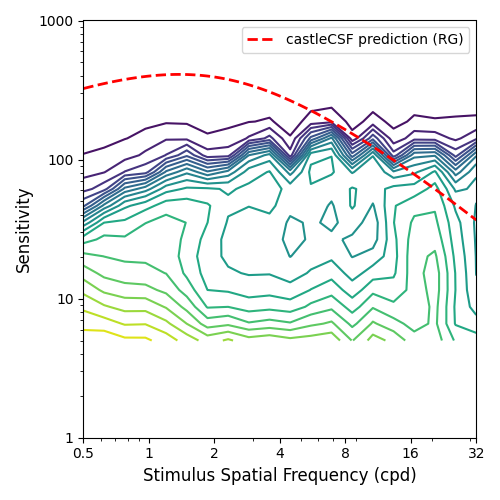 1000
castleCSF prediction (RG)
100
10
1
Sensitivity
0.5 1 2 4 8 16 32
Stimulus Spatial Frequency (cpd)